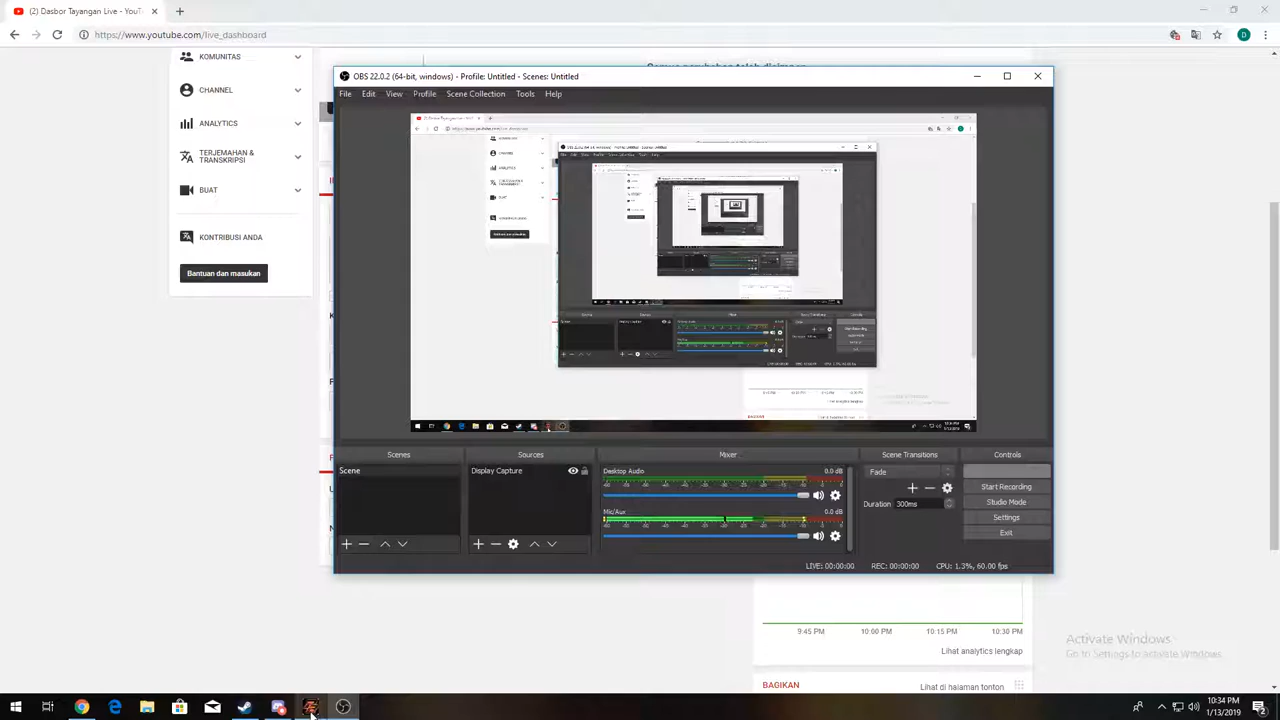 (2) Dasbor Tayangan Live - YouT
https://www.youtube.com/live_dashboard
D
KOMUNITAS
CHANNEL
ANALYTICS
TERJEMAHAN &
TRANSKRIPSI
BUAT
KONTRIBUSI ANDA
Bantuan dan masukan
OBS 22.0.2 (64-bit, windows) - Profile: Untitled - Scenes: Untitled
File Edit View Profile Scene Collection Tools Help
Scenes Sources Mixer Scene Transitions Controls
Scene
Display Capture
Desktop Audio 0.0 dB
Mic/Aux 0.0 dB
Fade
Duration 300ms
Start Recording
Studio Mode
Settings
Exit
LIVE: 00:00:00 REC: 00:00:00 CPU: 1.3%, 60.00 fps
9:45 PM 10:00 PM 10:15 PM 10:30 PM
Lihat analytics lengkap
BAGIKAN Lihat di halaman tonton
Activate Windows
Go to Settings to activate Windows.
10:34 PM
1/13/2019
2